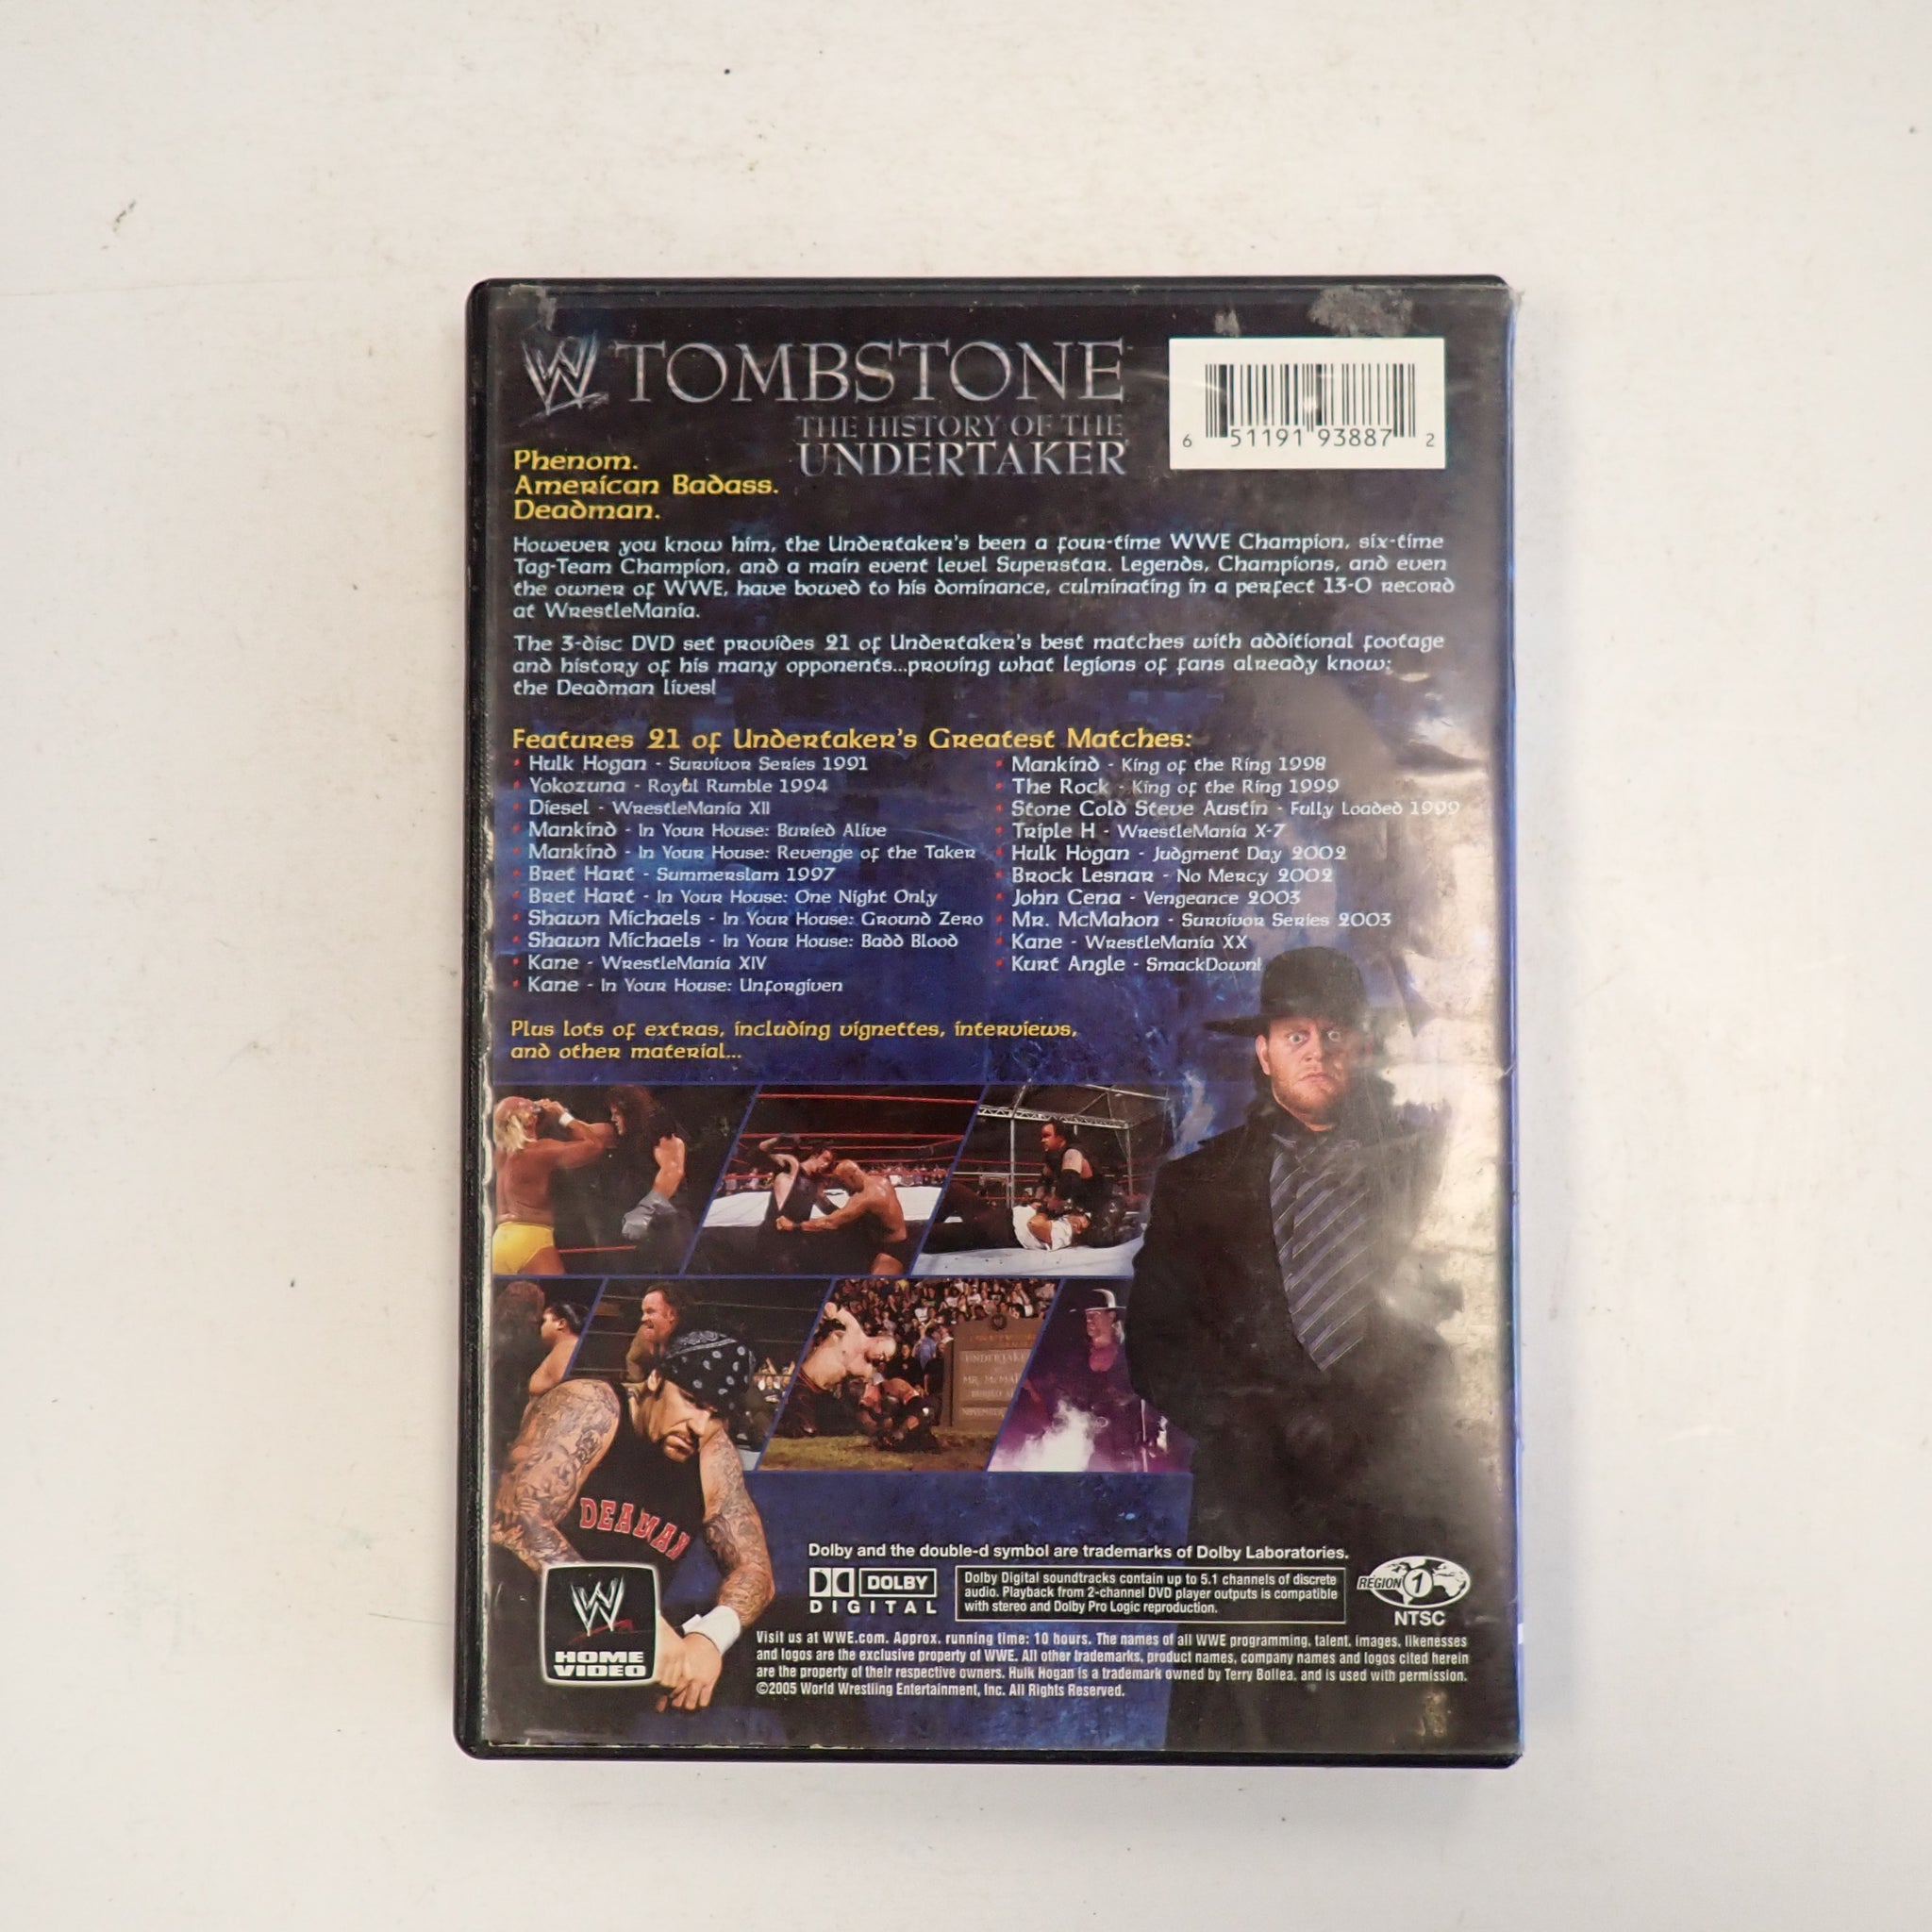 W TOMBSTONE
THE HISTORY OF THE
UNDERTAKER
6 51191 93887 2
Phenom.
American Badass.
Deadman.
However you know him, the Undertaker's been a four-time WWE Champion, six-time
Tag-Team Champion, and a main event level Superstar. Legends, Champions, and even
the owner of WWE, have bowed to his dominance, culminating in a perfect 13-0 record
at WrestleMania.
The 3-disc DVD set provides 21 of Undertaker's best matches with additional footage
and history of his many opponents...proving what legions of fans already know:
the Deadman lives!
Features 21 of Undertaker's Greatest Matches:
• Hulk Hogan - Survivor Series 1991
• Yokozuna - Royal Rumble 1994
• Diesel - WrestleMania XII
• Mankind - In Your House: Buried Alive
• Mankind - In Your House: Revenge of the Taker
• Bret Hart - Summerslam 1997
• Bret Hart - In Your House: One Night Only
• Shawn Michaels - In Your House: Ground Zero
• Shawn Michaels - In Your House: Badd Blood
• Kane - WrestleMania XIV
• Kane - In Your House: Unforgiven
• Mankind - King of the Ring 1998
• The Rock - King of the Ring 1999
• Stone Cold Steve Austin - Fully Loaded 1999
• Triple H - WrestleMania X-7
• Hulk Hogan - Judgment Day 2002
• Brock Lesnar - No Mercy 2002
• John Cena - Vengeance 2003
• Mr. McMahon - Survivor Series 2003
• Kane - WrestleMania XX
• Kurt Angle - SmackDown!
Plus lots of extras, including vignettes, interviews,
and other material...
UNDERTAKE
MR. McMA
DEADMAN
W
HOME
VIDEO
Dolby and the double-d symbol are trademarks of Dolby Laboratories.
DOLBY
DIGITAL
Dolby Digital soundtracks contain up to 5.1 channels of discrete
audio. Playback from 2-channel DVD player outputs is compatible
with stereo and Dolby Pro Logic reproduction.
REGION 1
NTSC
Visit us at WWE.com. Approx. running time: 10 hours. The names of all WWE programming, talent, images, likenesses
and logos are the exclusive property of WWE. All other trademarks, product names, company names and logos cited herein
are the property of their respective owners. Hulk Hogan is a trademark owned by Terry Bollea, and is used with permission.
©2005 World Wrestling Entertainment, Inc. All Rights Reserved.